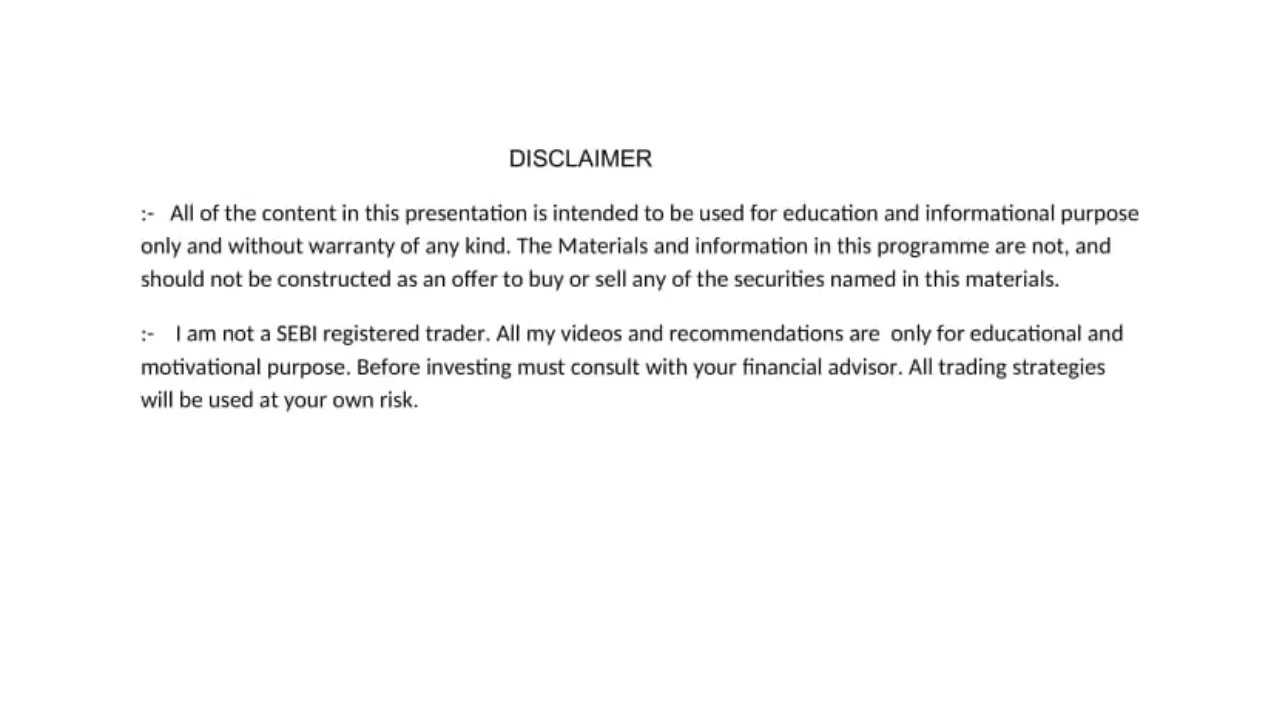 DISCLAIMER
:- All of the content in this presentation is intended to be used for education and informational purpose
only and without warranty of any kind. The Materials and information in this programme are not, and
should not be constructed as an offer to buy or sell any of the securities named in this materials.
:- I am not a SEBI registered trader. All my videos and recommendations are only for educational and
motivational purpose. Before investing must consult with your financial advisor. All trading strategies
will be used at your own risk.